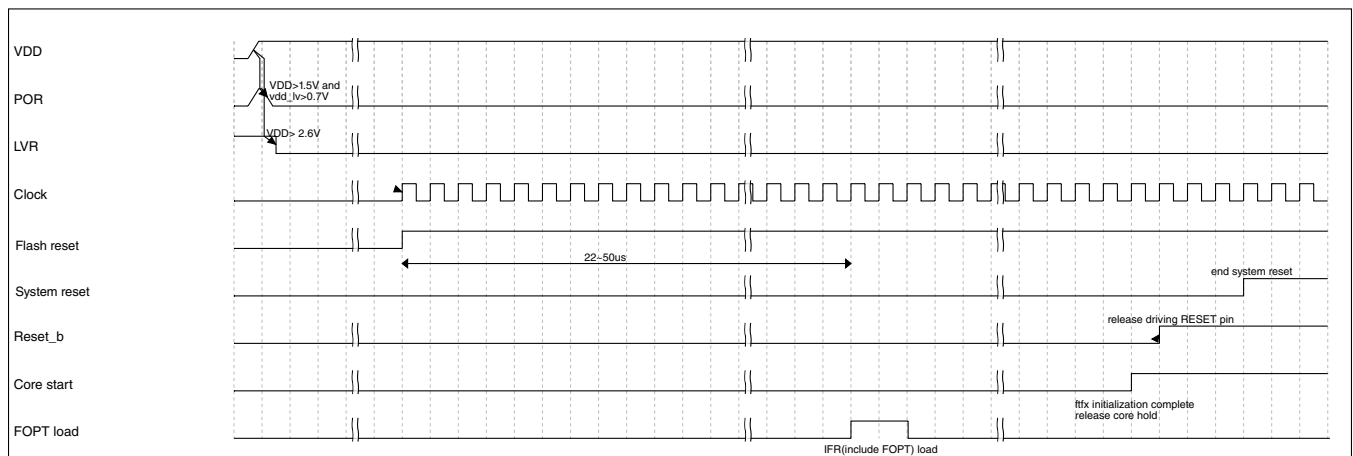 VDD
VDD>1.5V and
vdd_lv>0.7V
POR
VDD> 2.6V
LVR
Clock
Flash reset
22~50us
end system reset
System reset
release driving RESET pin
Reset_b
Core start
ftfx initialization complete
release core hold
FOPT load
IFR(include FOPT) load